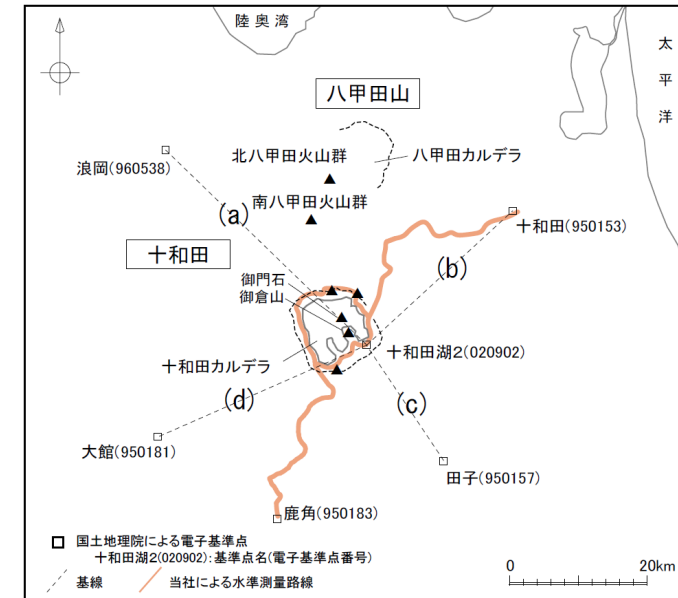 陸奥湾
太平洋
八甲田山
北八甲田火山群
八甲田カルデラ
浪岡(960538)
(a)
南八甲田火山群
十和田(950153)
十和田
(b)
御門石
御倉山
十和田カルデラ
十和田湖2(020902)
(d)
(c)
大館(950181)
田子(950157)
鹿角(950183)
国土地理院による電子基準点
十和田湖2(020902):基準点名(電子基準点番号)
基線
当社による水準測量路線
0 20km